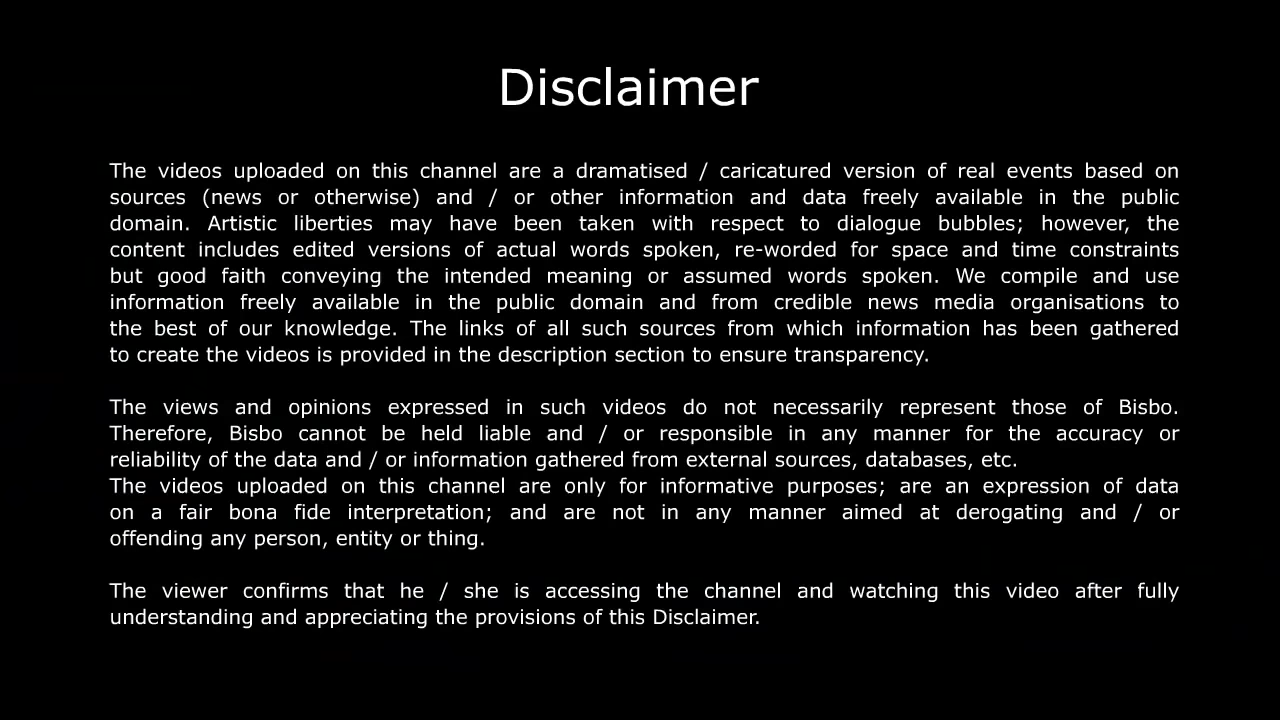 Disclaimer
The videos uploaded on this channel are a dramatised / caricatured version of real events based on
sources (news or otherwise) and / or other information and data freely available in the public
domain. Artistic liberties may have been taken with respect to dialogue bubbles; however, the
content includes edited versions of actual words spoken, re-worded for space and time constraints
but good faith conveying the intended meaning or assumed words spoken. We compile and use
information freely available in the public domain and from credible news media organisations to
the best of our knowledge. The links of all such sources from which information has been gathered
to create the videos is provided in the description section to ensure transparency.
The views and opinions expressed in such videos do not necessarily represent those of Bisbo.
Therefore, Bisbo cannot be held liable and / or responsible in any manner for the accuracy or
reliability of the data and / or information gathered from external sources, databases, etc.
The videos uploaded on this channel are only for informative purposes; are an expression of data
on a fair bona fide interpretation; and are not in any manner aimed at derogating and / or
offending any person, entity or thing.
The viewer confirms that he / she is accessing the channel and watching this video after fully
understanding and appreciating the provisions of this Disclaimer.